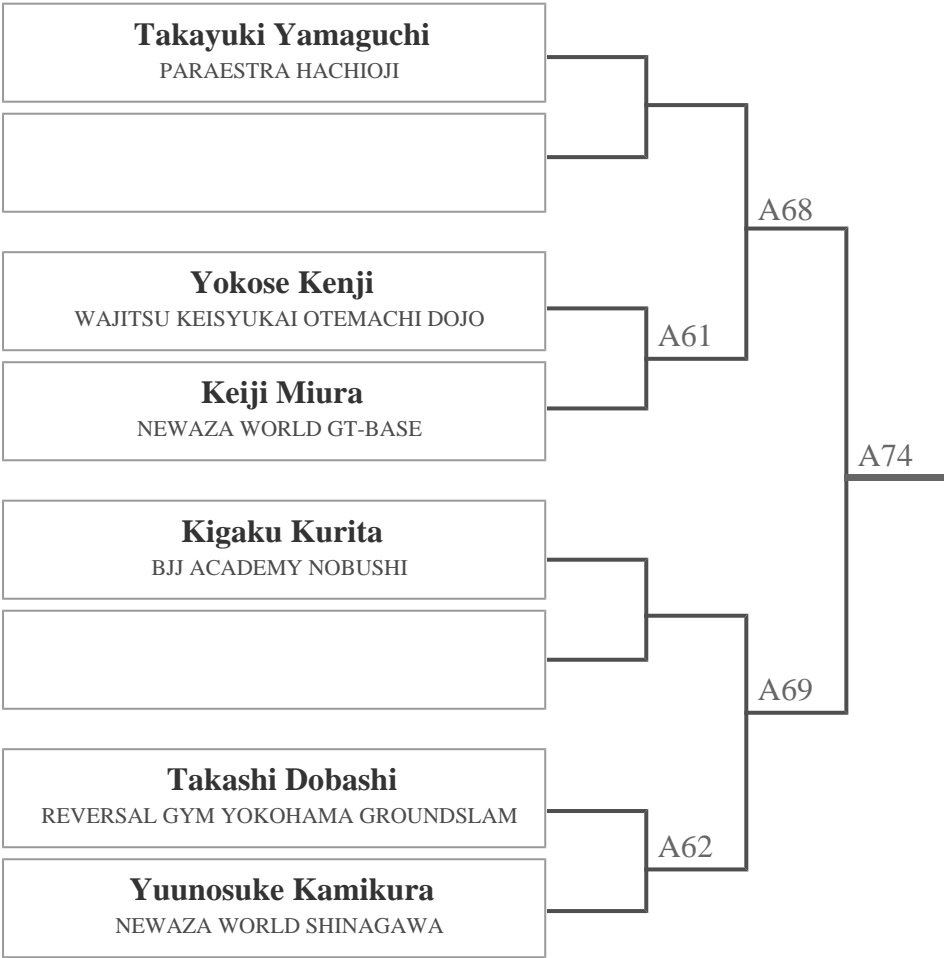 Takayuki Yamaguchi
PARAESTRA HACHIOJI
A68
Yokose Kenji
WAJITSU KEISYUKAI OTEMACHI DOJO
A61
Keiji Miura
NEWAZA WORLD GT-BASE
A74
Kigaku Kurita
BJJ ACADEMY NOBUSHI
A69
Takashi Dobashi
REVERSAL GYM YOKOHAMA GROUNDSLAM
A62
Yuunosuke Kamikura
NEWAZA WORLD SHINAGAWA